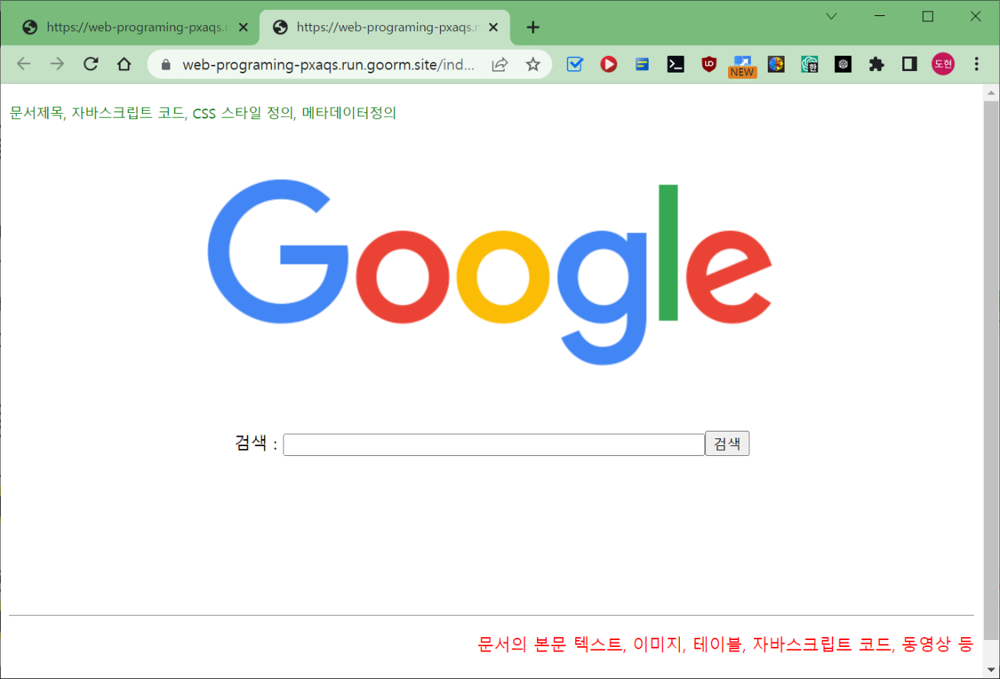 https://web-programing-pxaqs.r
https://web-programing-pxaqs.r
web-programing-pxaqs.run.goorm.site/ind...
NEW
한
도현
문서제목, 자바스크립트 코드, CSS 스타일 정의, 메타데이터정의
Google
검색 : 검색
문서의 본문 텍스트, 이미지, 테이블, 자바스크립트 코드, 동영상 등